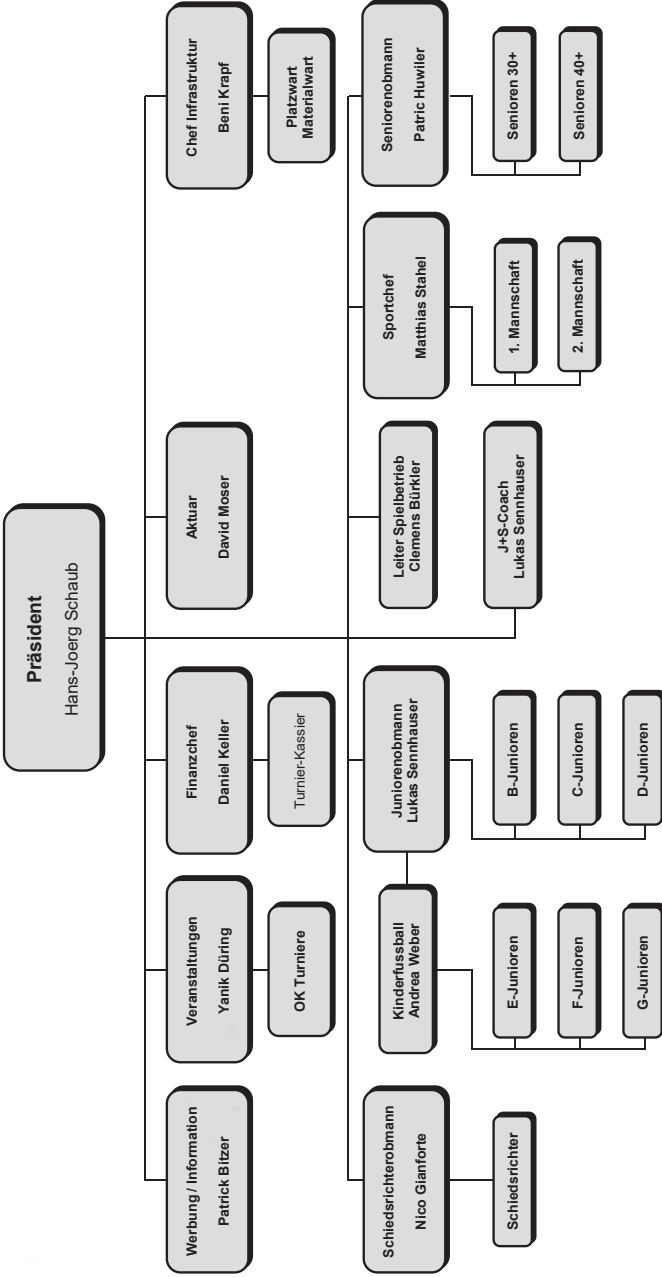 Präsident
Hans-Joerg Schaub
Werbung / Information
Patrick Bitzer
Veranstaltungen
Yanik Düring
Finanzchef
Daniel Keller
Aktuar
David Moser
Chef Infrastruktur
Beni Krapf
OK Turniere
Turnier-Kassier
Platzwart
Materialwart
Schiedsrichterobmann
Nico Gianforte
Kinderfussball
Andrea Weber
Juniorenobmann
Lukas Sennhauser
Leiter Spielbetrieb
Clemens Bürkler
Sportchef
Matthias Stahel
Seniorenobmann
Patric Huwiler
Schiedsrichter
E-Junioren
F-Junioren
G-Junioren
B-Junioren
C-Junioren
D-Junioren
J+S-Coach
Lukas Sennhauser
1. Mannschaft
2. Mannschaft
Senioren 30+
Senioren 40+